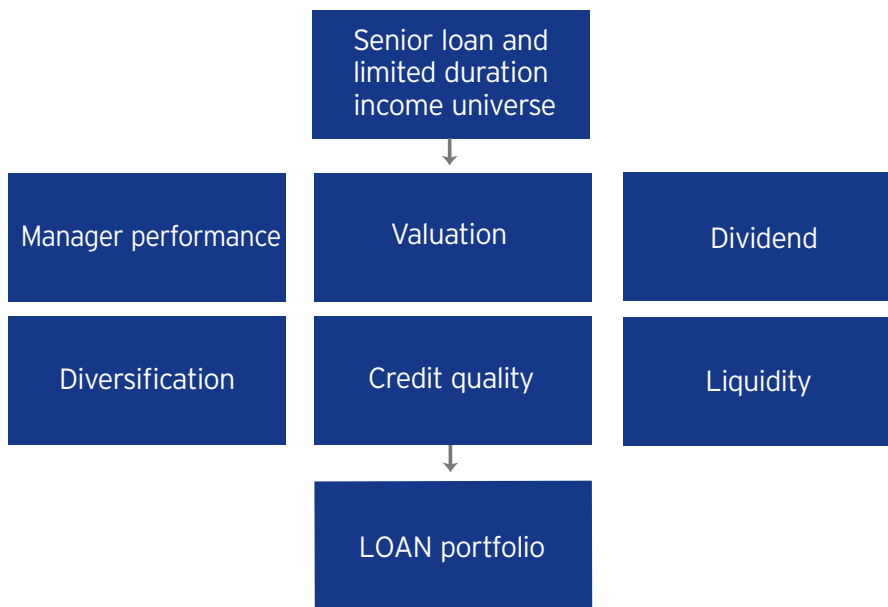 Senior loan and
limited duration
income universe
Manager performance
Valuation
Dividend
Diversification
Credit quality
Liquidity
LOAN portfolio